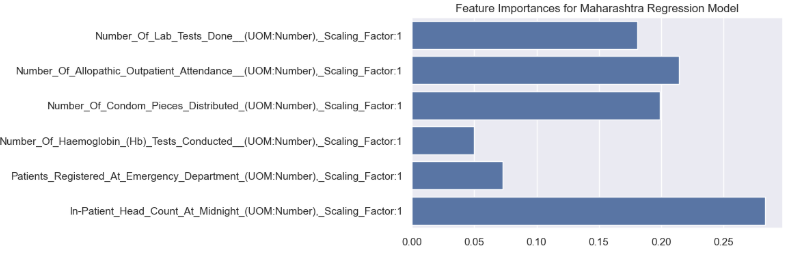 Feature Importances for Maharashtra Regression Model
Number_Of_Lab_Tests_Done__(UOM:Number),_Scaling_Factor:1
Number_Of_Allopathic_Outpatient_Attendance__(UOM:Number),_Scaling_Factor:1
Number_Of_Condom_Pieces_Distributed_(UOM:Number),_Scaling_Factor:1
Number_Of_Haemoglobin_(Hb)_Tests_Conducted__(UOM:Number),_Scaling_Factor:1
Patients_Registered_At_Emergency_Department_(UOM:Number),_Scaling_Factor:1
In-Patient_Head_Count_At_Midnight_(UOM:Number),_Scaling_Factor:1
0.00 0.05 0.10 0.15 0.20 0.25